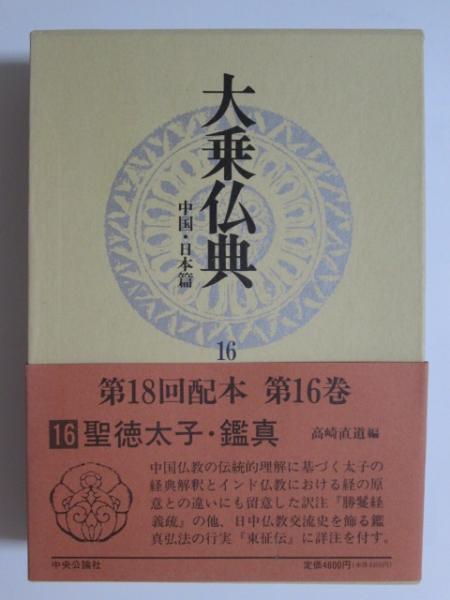 大乗仏典
中国・日本篇
16
第18回配本 第16巻
16 聖徳太子・鑑真 高崎直道編
中国仏教の伝統的理解に基づく太子の
経典解釈とインド仏教における経の原
意との違いにも留意した訳注『勝鬘経
義疏』の他、日中仏教交流史を飾る鑑
真弘法の行実『東征伝』に詳注を付す。
中央公論社 定価4600円